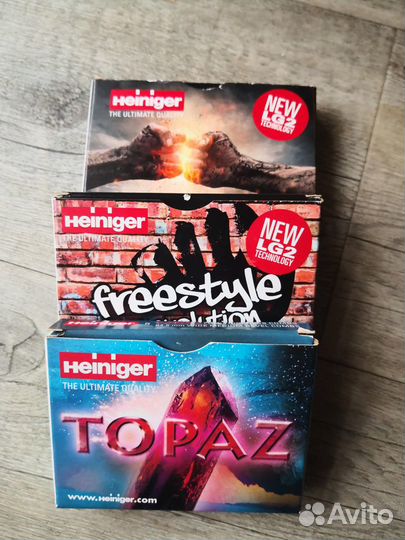 Heiniger
THE ULTIMATE QUALITY
NEW
LG2
TECHNOLOGY
Heiniger
THE ULTIMATE QUALITY
NEW
LG2
TECHNOLOGY
freestyle
Heiniger
THE ULTIMATE QUALITY
TOPAZ
www.Heiniger.com
Avito